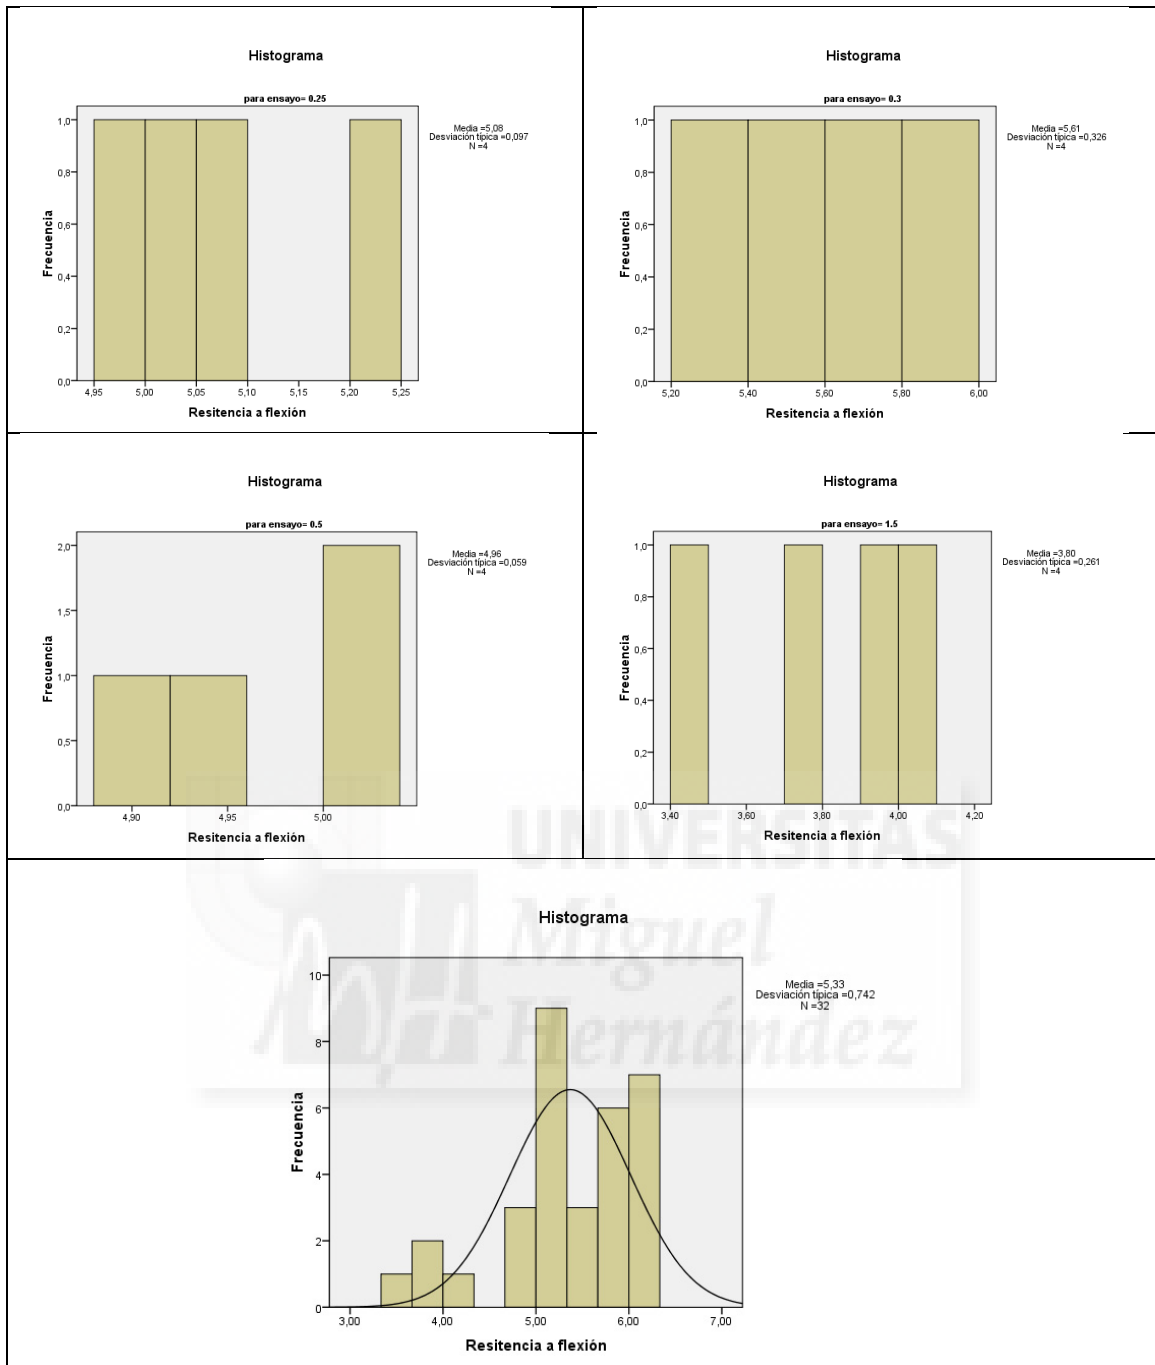 Histograma
para ensayo= 0.25
Media =5,08
Desviación típica =0,097
N =4
1,0
0,8
0,6
0,4
0,2
0,0
Frecuencia
4,95 5,00 5,05 5,10 5,15 5,20 5,25
Resitencia a flexión
Histograma
para ensayo= 0.3
Media =5,61
Desviación típica =0,326
N =4
1,0
0,8
0,6
0,4
0,2
0,0
Frecuencia
5,20 5,40 5,60 5,80 6,00
Resitencia a flexión
Histograma
para ensayo= 0.5
Media =4,96
Desviación típica =0,059
N =4
2,0
1,5
1,0
0,5
0,0
Frecuencia
4,90 4,95 5,00
Resitencia a flexión
Histograma
para ensayo= 1.5
Media =3,80
Desviación típica =0,261
N =4
1,0
0,8
0,6
0,4
0,2
0,0
Frecuencia
3,40 3,60 3,80 4,00 4,20
Resitencia a flexión
UNIVERSITAS
Miguel
Hernández
Histograma
Media =5,33
Desviación típica =0,742
N =32
10
8
6
4
2
0
Frecuencia
3,00 4,00 5,00 6,00 7,00
Resitencia a flexión